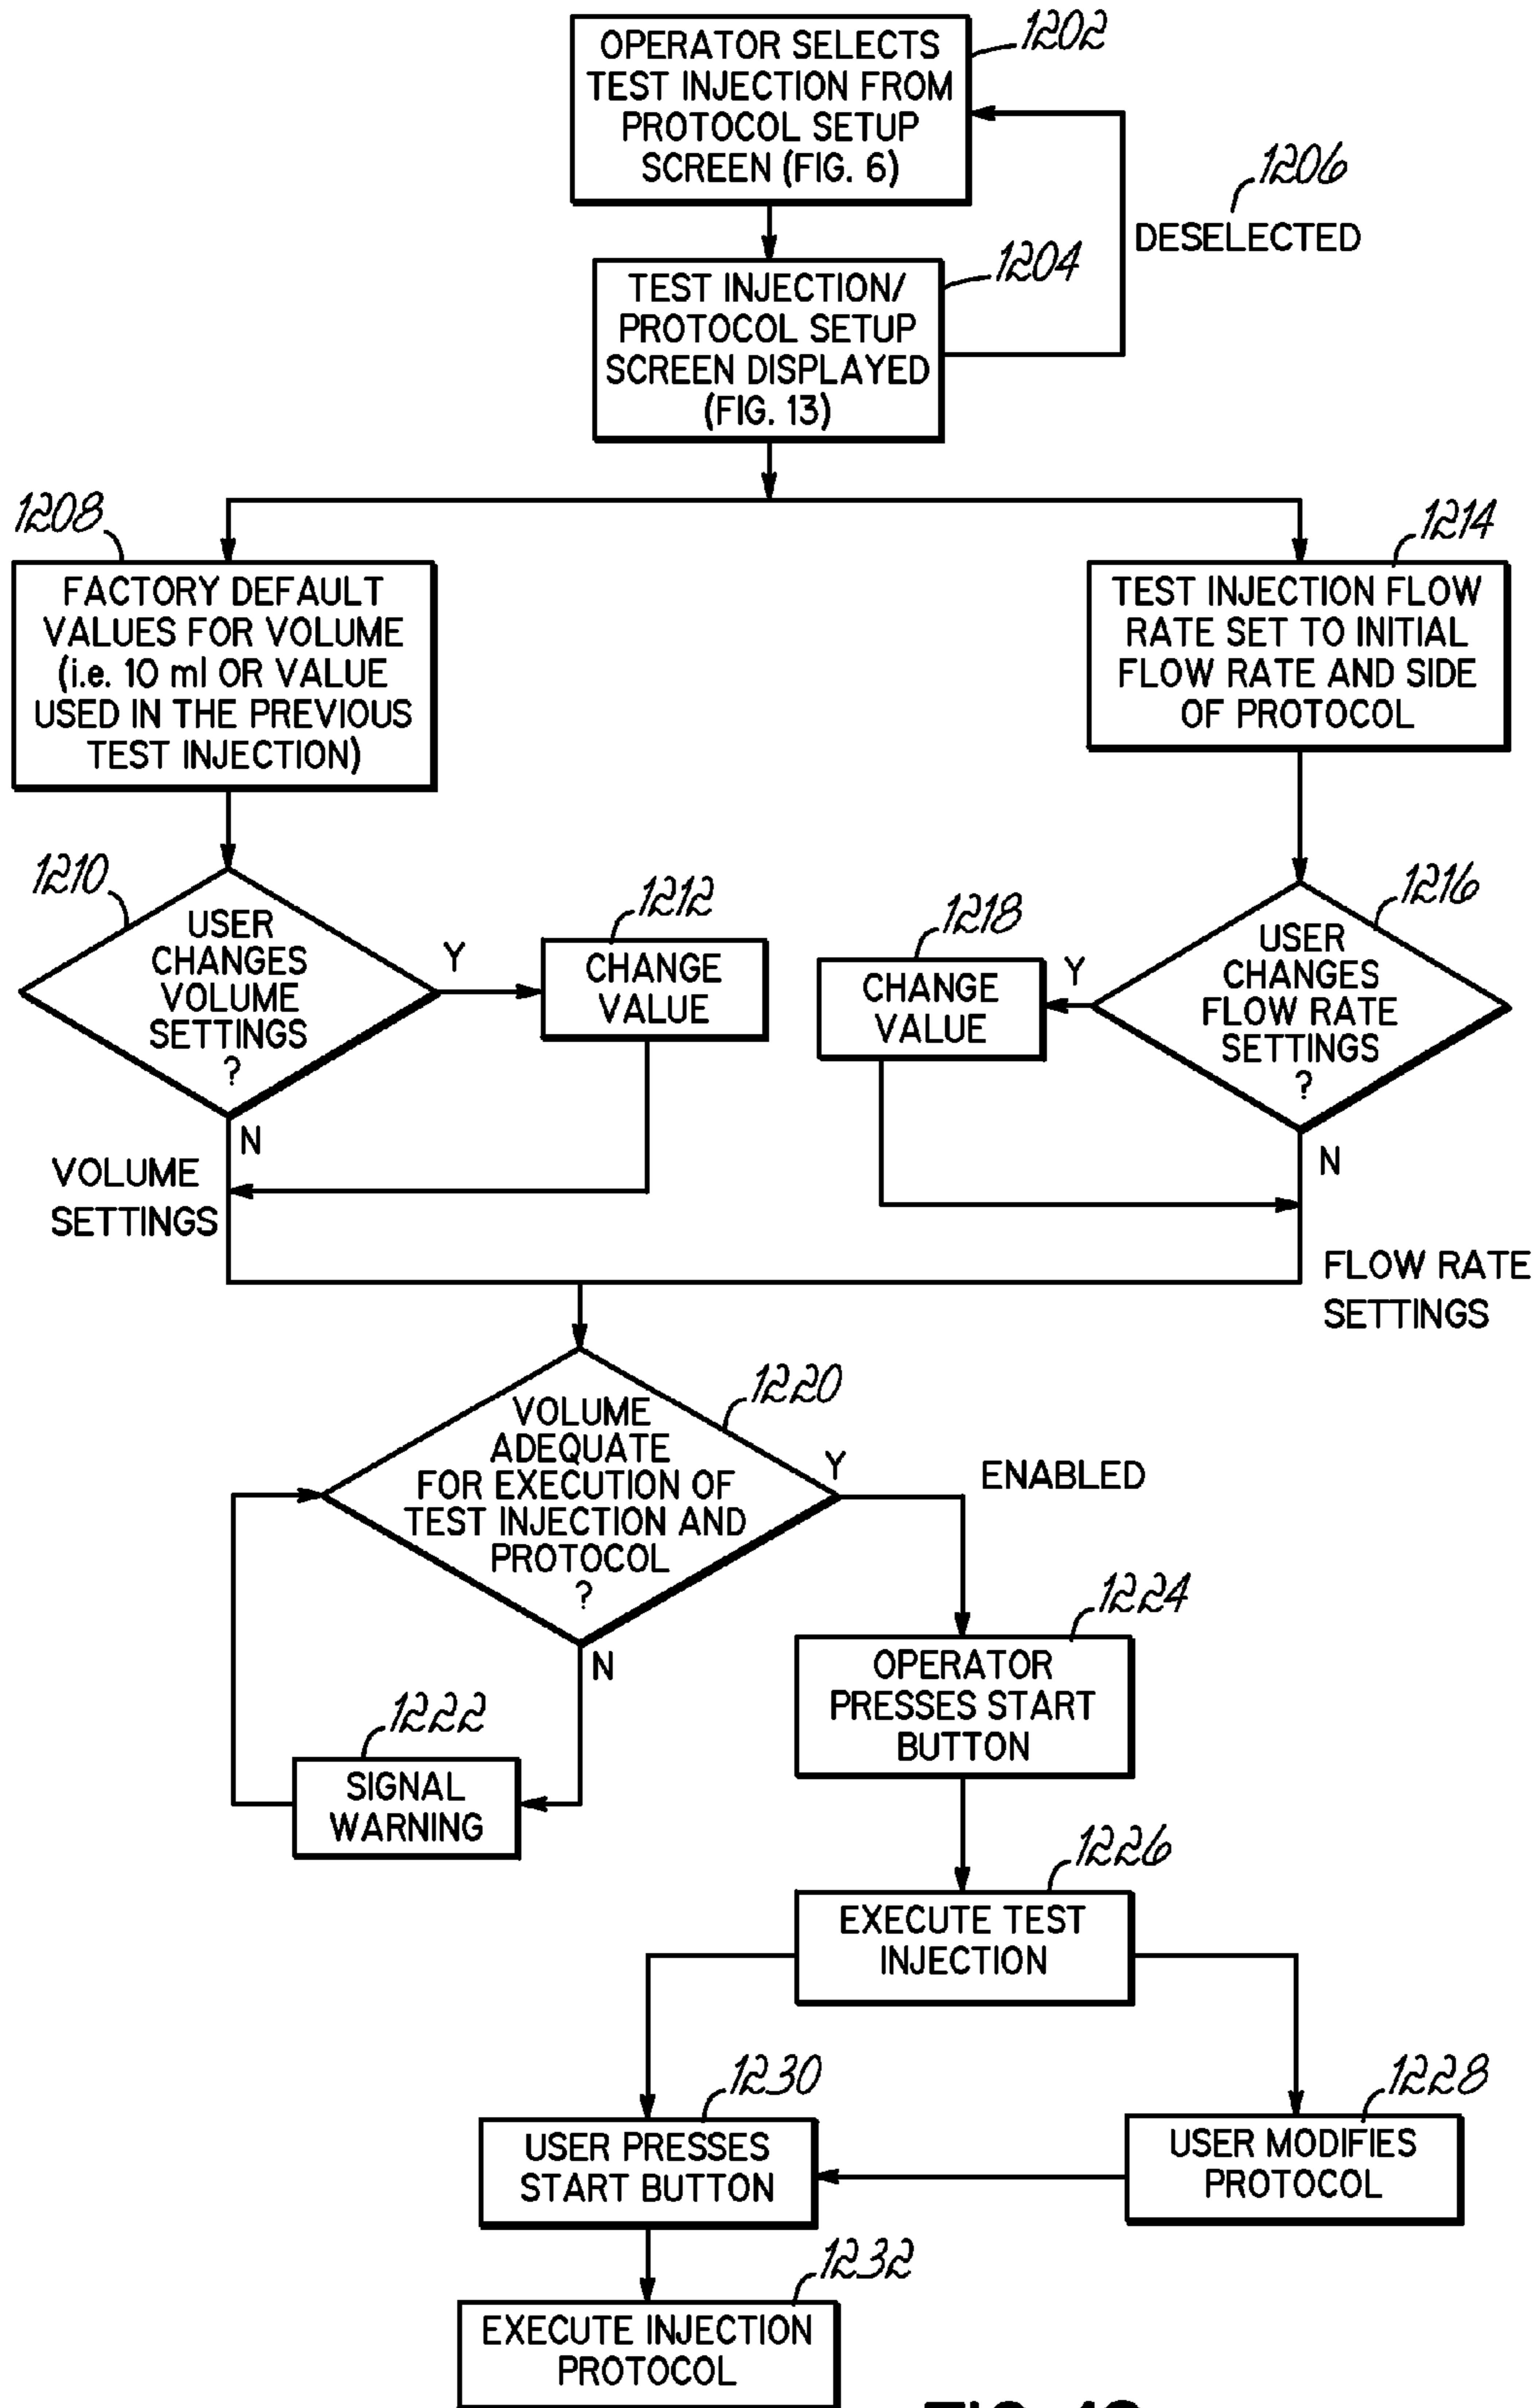 OPERATOR SELECTS
TEST INJECTION FROM
PROTOCOL SETUP
SCREEN (FIG. 6)
1202
1206
DESELECTED
TEST INJECTION/
PROTOCOL SETUP
SCREEN DISPLAYED
(FIG. 13)
1204
1208
FACTORY DEFAULT
VALUES FOR VOLUME
(i.e. 10 ml OR VALUE
USED IN THE PREVIOUS
TEST INJECTION)
1214
TEST INJECTION FLOW
RATE SET TO INITIAL
FLOW RATE AND SIDE
OF PROTOCOL
1210
USER
CHANGES
VOLUME
SETTINGS
?
Y
1212
CHANGE
VALUE
N
VOLUME
SETTINGS
1218
CHANGE
VALUE
Y
1216
USER
CHANGES
FLOW RATE
SETTINGS
?
N
FLOW RATE
SETTINGS
1220
VOLUME
ADEQUATE
FOR EXECUTION OF
TEST INJECTION AND
PROTOCOL
?
Y
ENABLED
N
1222
SIGNAL
WARNING
1224
OPERATOR
PRESSES START
BUTTON
1226
EXECUTE TEST
INJECTION
1230
USER PRESSES
START BUTTON
1228
USER MODIFIES
PROTOCOL
1232
EXECUTE INJECTION
PROTOCOL